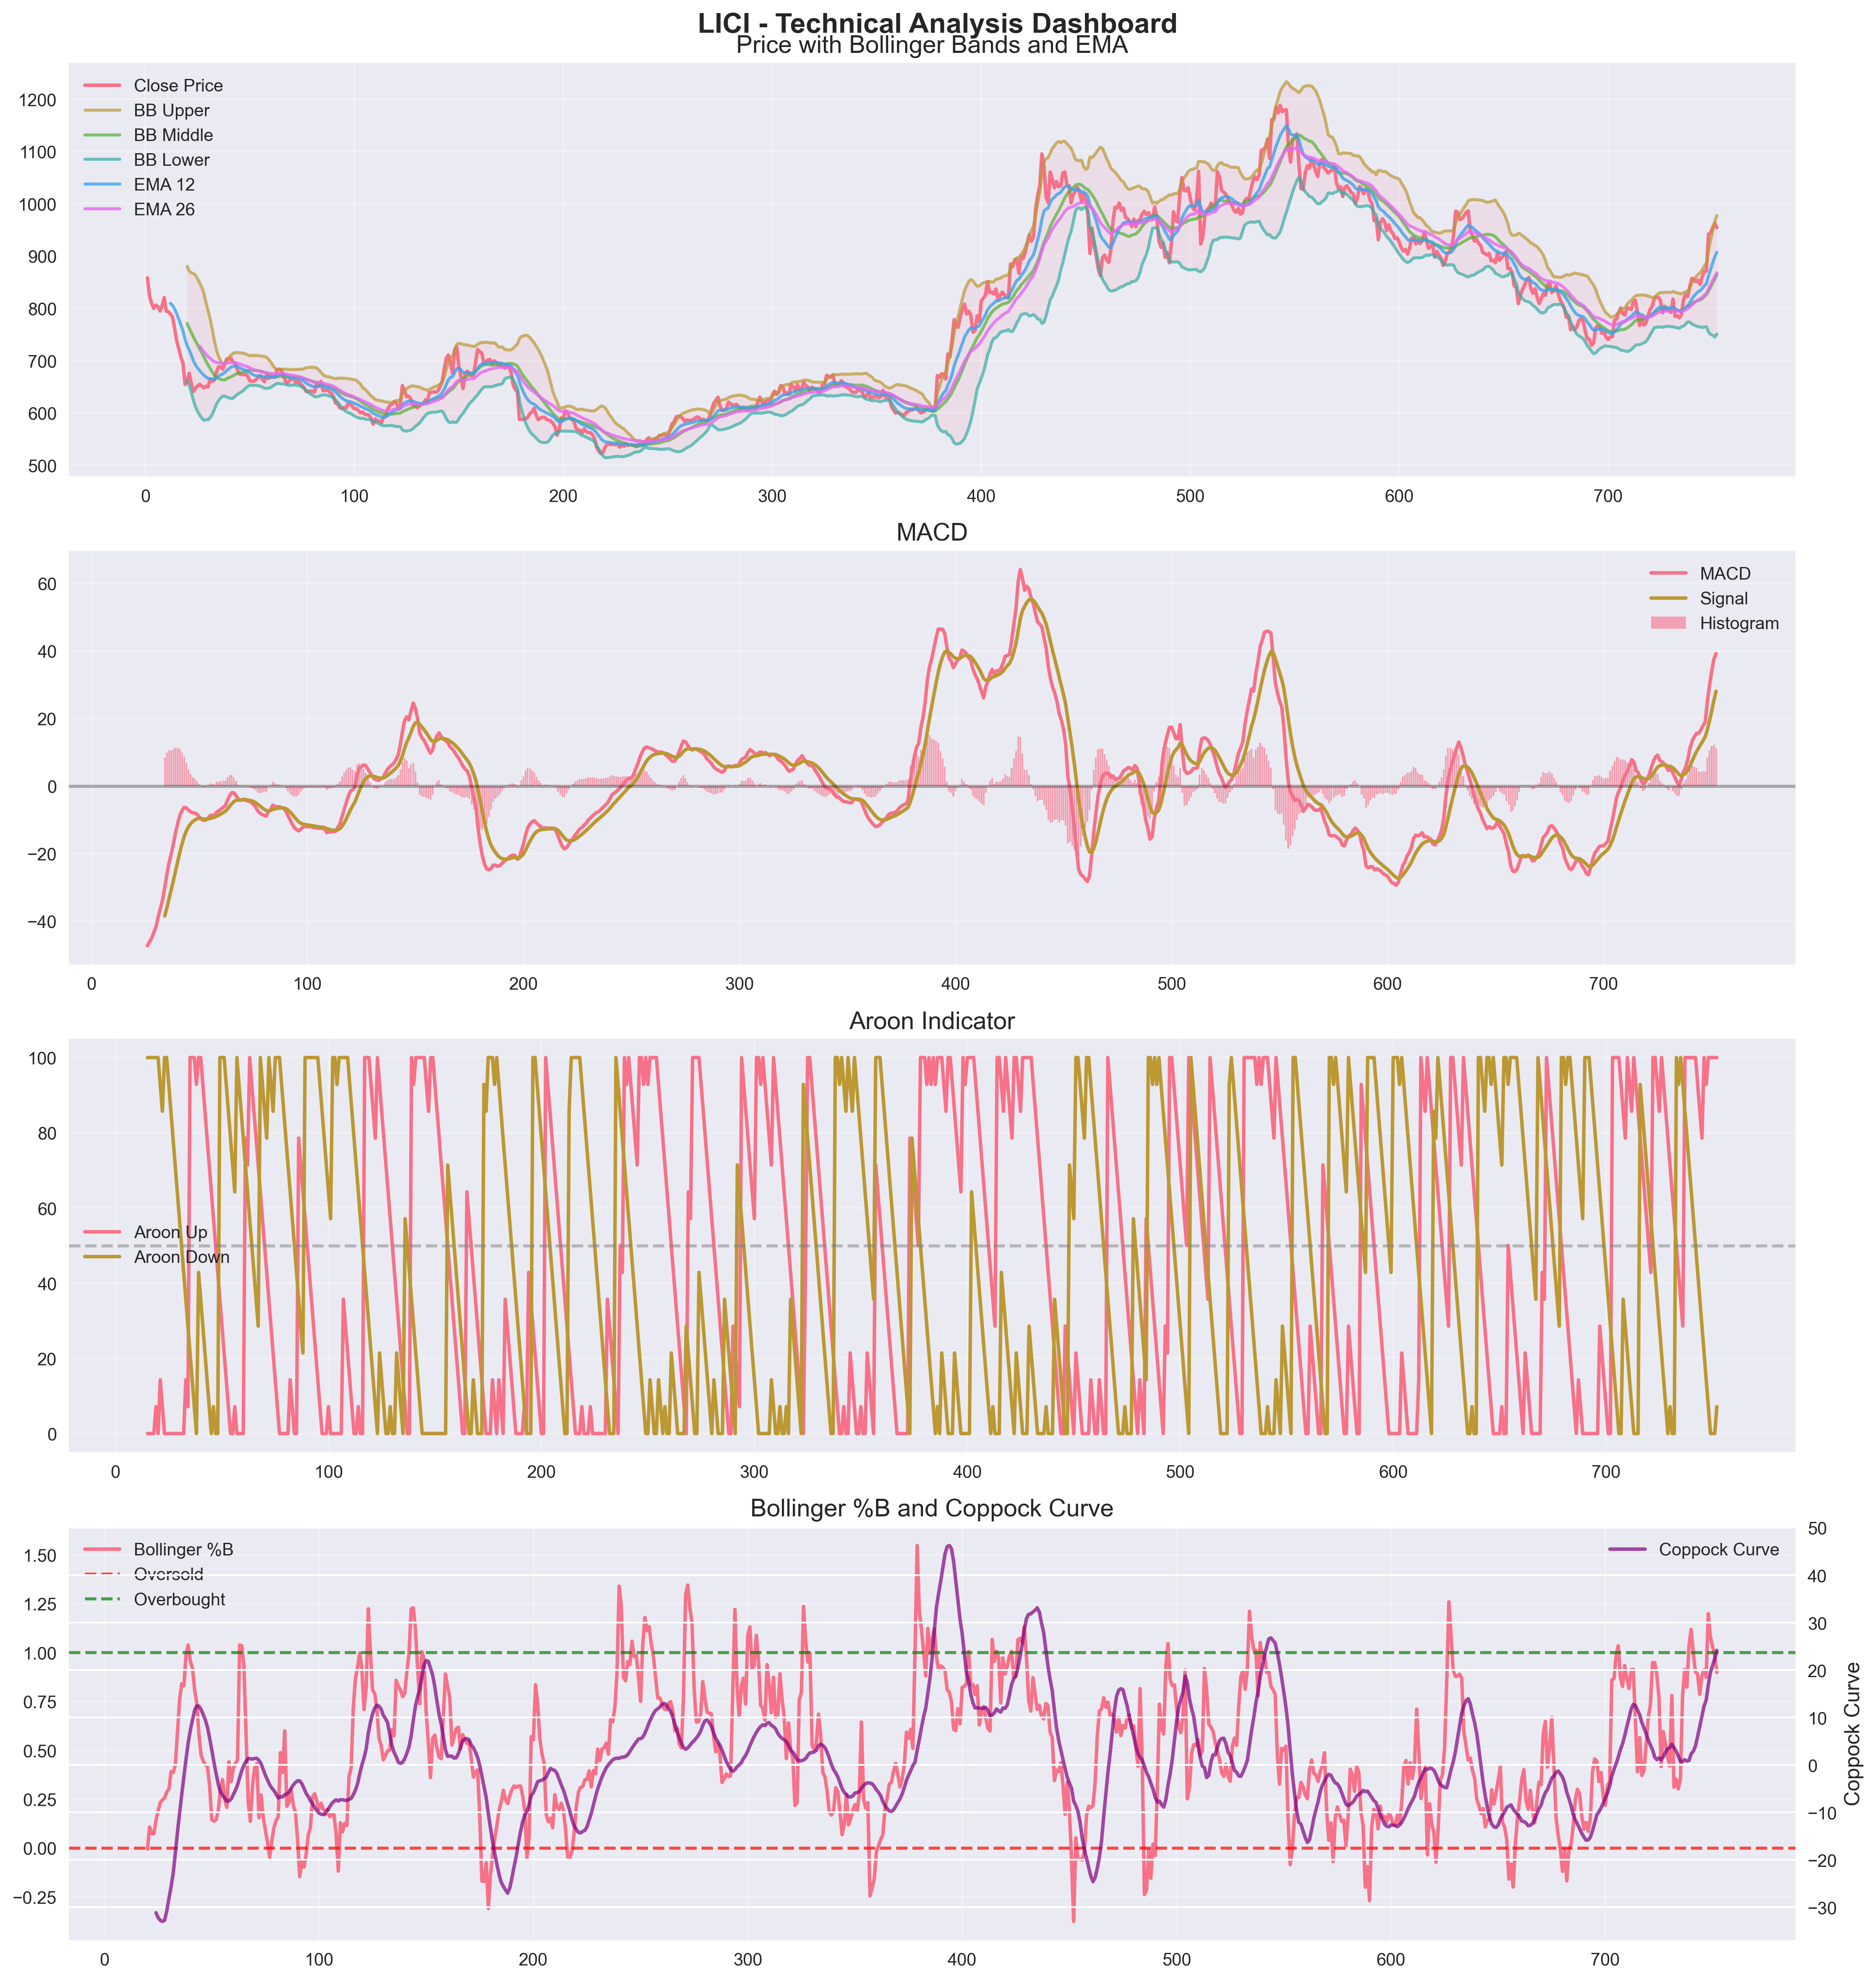 LICI - Technical Analysis Dashboard
Price with Bollinger Bands and EMA
Close Price
BB Upper
BB Middle
BB Lower
EMA 12
EMA 26
1200
1100
1000
900
800
700
600
500
0 100 200 300 400 500 600 700
MACD
MACD
Signal
Histogram
60
40
20
0
−20
−40
0 100 200 300 400 500 600 700
Aroon Indicator
100
80
60
40
20
0
Aroon Up
Aroon Down
0 100 200 300 400 500 600 700
Bollinger %B and Coppock Curve
Bollinger %B
Oversold
Overbought
Coppock Curve
1.50
1.25
1.00
0.75
0.50
0.25
0.00
−0.25
50
40
30
20
10
0
−10
−20
−30
Coppock Curve
0 100 200 300 400 500 600 700